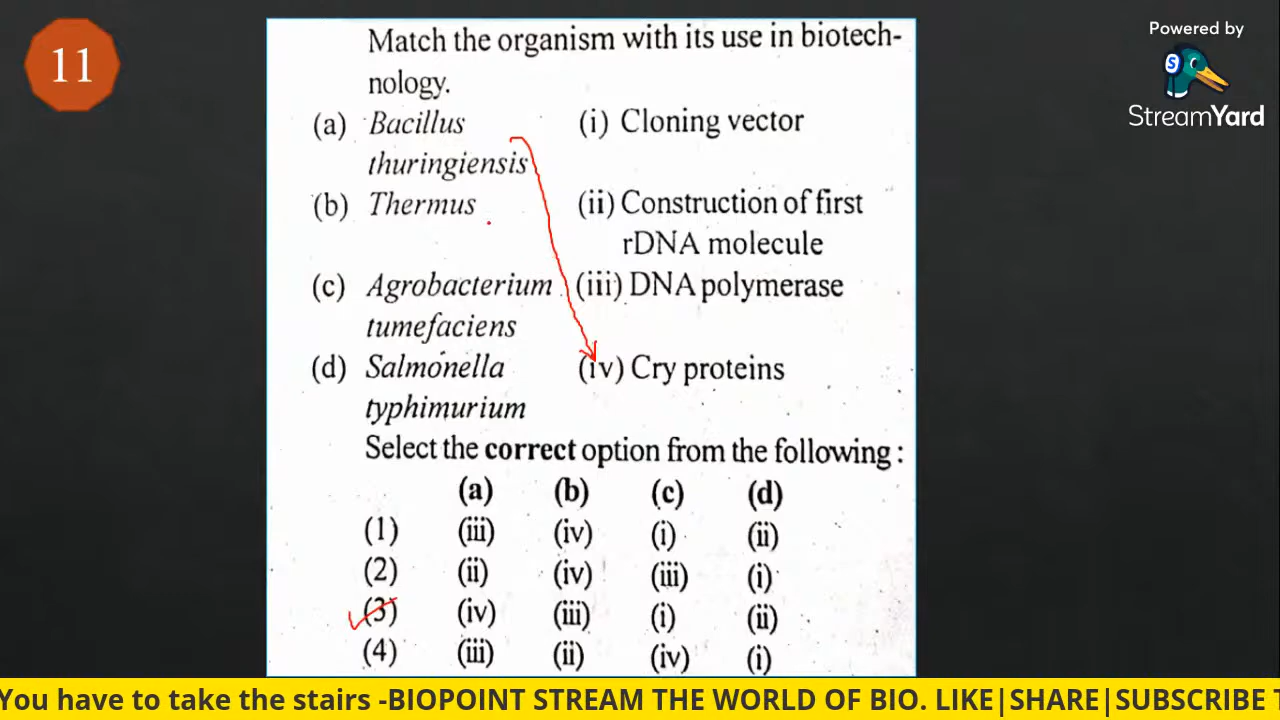 11
Powered by
StreamYard
Match the organism with its use in biotech-
nology.
(a) Bacillus (i) Cloning vector
thuringiensis
(b) Thermus (ii) Construction of first
rDNA molecule
(c) Agrobacterium (iii) DNA polymerase
tumefaciens
(d) Salmonella (iv) Cry proteins
typhimurium
Select the correct option from the following :
(a) (b) (c) (d)
(1) (iii) (iv) (i) (ii)
(2) (ii) (iv) (iii) (i)
(3) (iv) (iii) (i) (ii)
(4) (iii) (ii) (iv) (i)
You have to take the stairs -BIOPOINT STREAM THE WORLD OF BIO. LIKE|SHARE|SUBSCRIBE